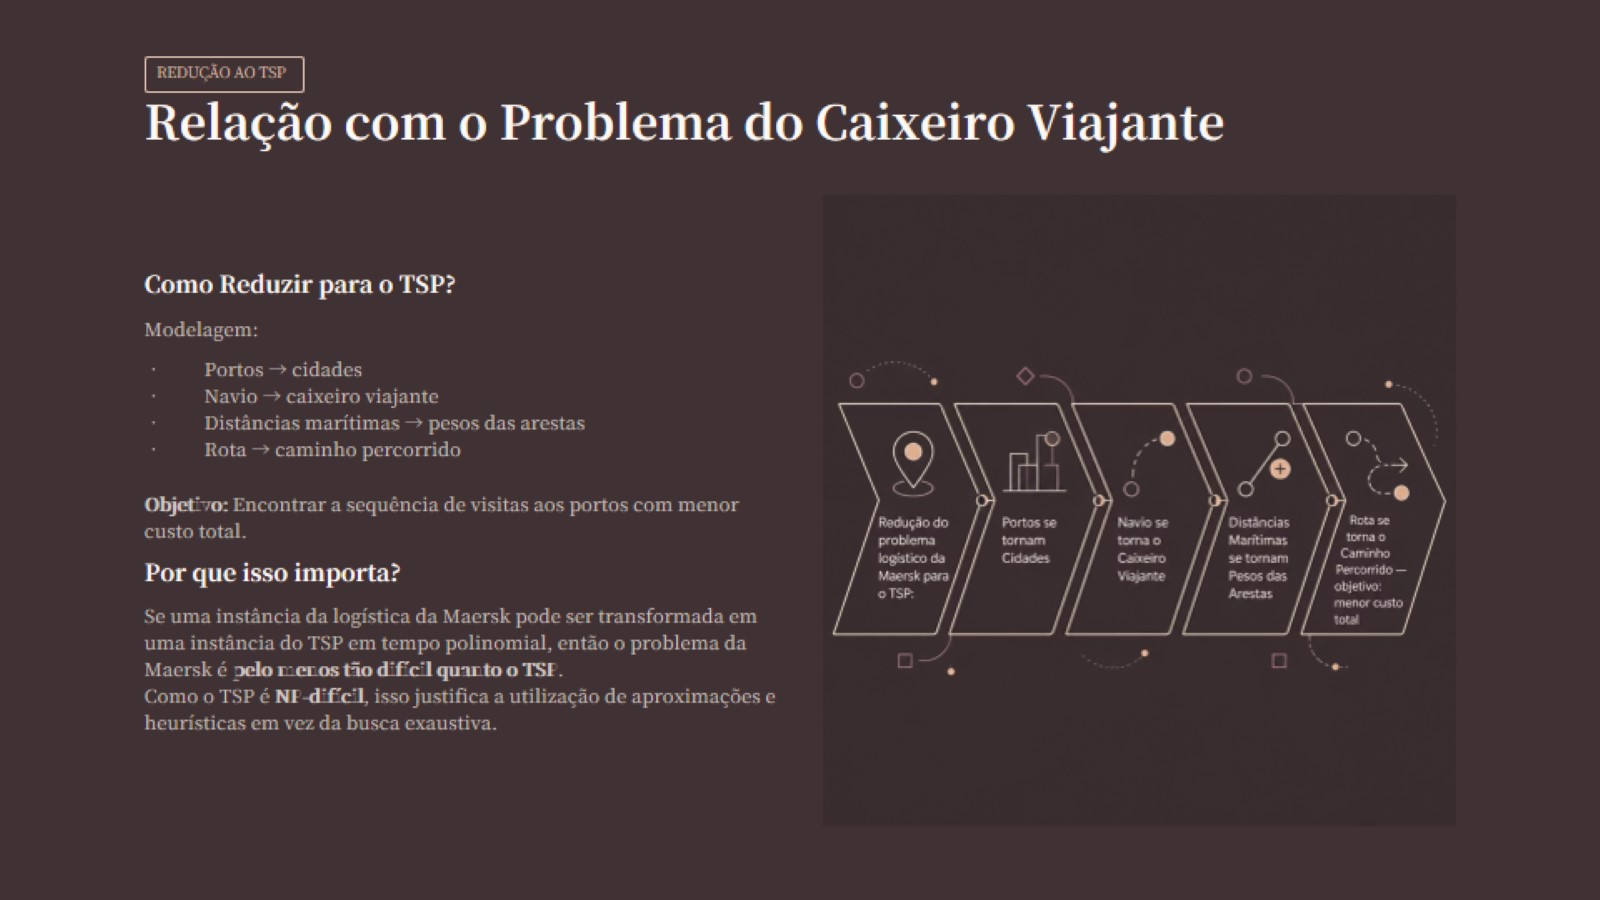 REDUÇÃO AO TSP
Relação com o Problema do Caixeiro Viajante
Como Reduzir para o TSP?
Modelagem:
· Portos → cidades
· Navio → caixeiro viajante
· Distâncias marítimas → pesos das arestas
· Rota → caminho percorrido
Objetivo: Encontrar a sequência de visitas aos portos com menor
custo total.
Por que isso importa?
Se uma instância da logística da Maersk pode ser transformada em
uma instância do TSP em tempo polinomial, então o problema da
Maersk é pelo menos tão difícil quanto o TSP.
Como o TSP é NP-difícil, isso justifica a utilização de aproximações e
heurísticas em vez da busca exaustiva.
Redução do
problema
logístico da
Maersk para
o TSP:
Portos se
tornam
Cidades
Navio se
torna o
Caixeiro
Viajante
Distâncias
Marítimas
se tornam
Pesos das
Arestas
Rota se
torna o
Caminho
Percorrido —
objetivo:
menor custo
total